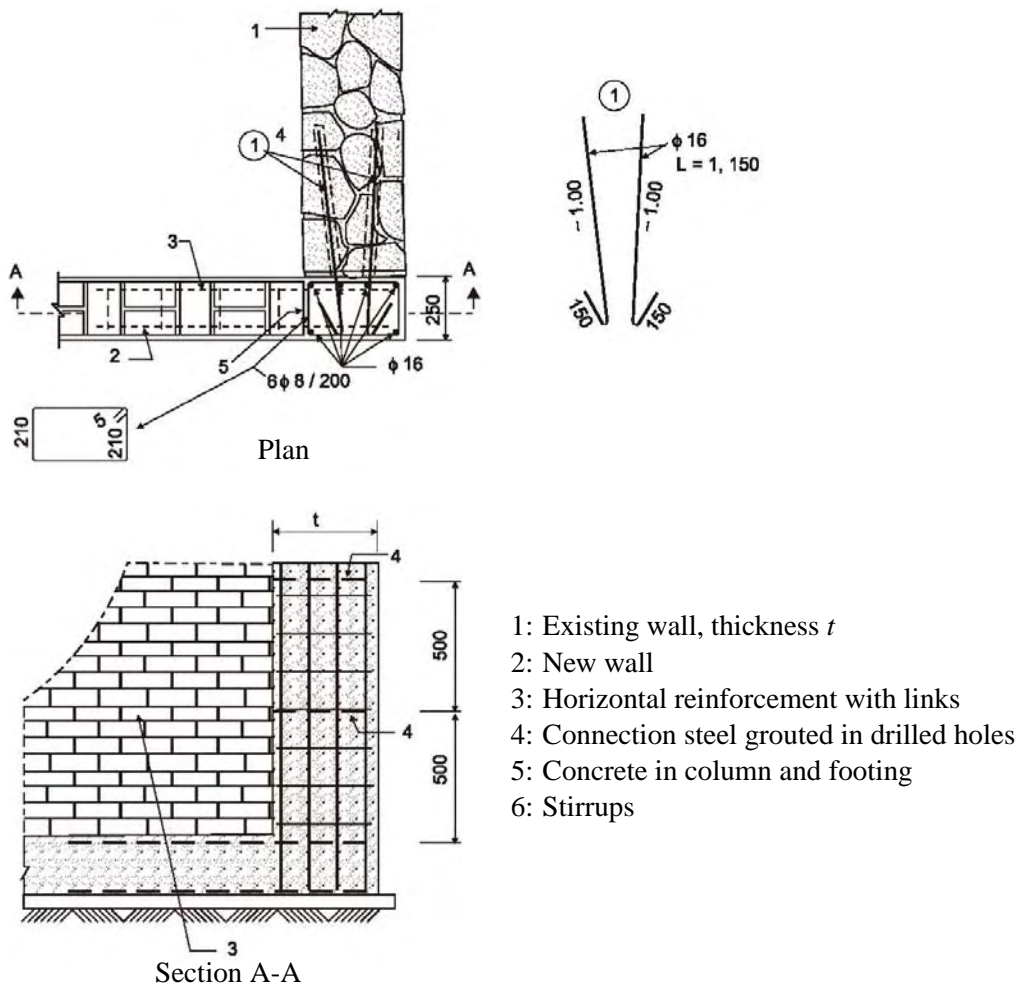 1
1
4
3
A
A
250
2
5
φ 16
6 φ 8 / 200
210
5
210
Plan
1
φ 16
L = 1, 150
~ 1.00
~ 1.00
150
150
t
4
500
4
500
3
Section A-A
1: Existing wall, thickness t
2: New wall
3: Horizontal reinforcement with links
4: Connection steel grouted in drilled holes
5: Concrete in column and footing
6: Stirrups